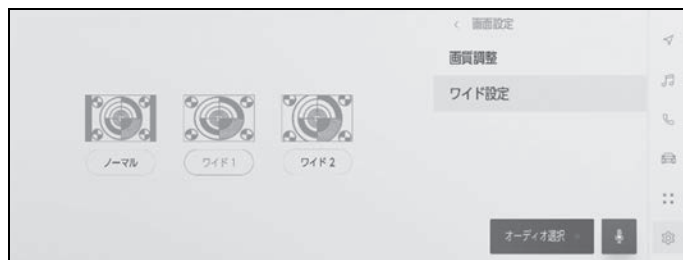 画面設定
画質調整
ワイド設定
ノーマル
ワイド1
ワイド2
オーディオ選択